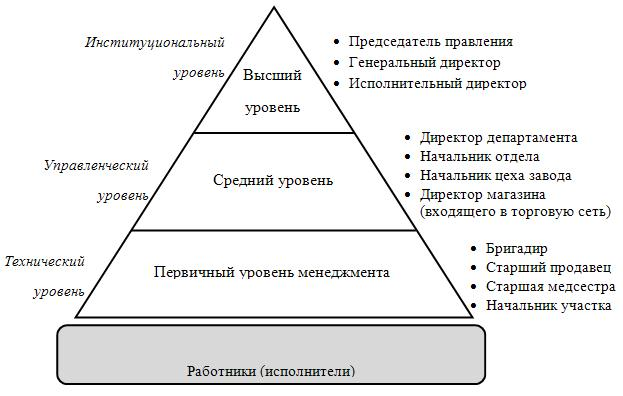 Институциональный
уровень
Высший
уровень
• Председатель правления
• Генеральный директор
• Исполнительный директор
Управленческий
уровень
Средний уровень
• Директор департамента
• Начальник отдела
• Начальник цеха завода
• Директор магазина
(входящего в торговую сеть)
Технический
уровень
Первичный уровень менеджмента
• Бригадир
• Старший продавец
• Старшая медсестра
• Начальник участка
Работники (исполнители)